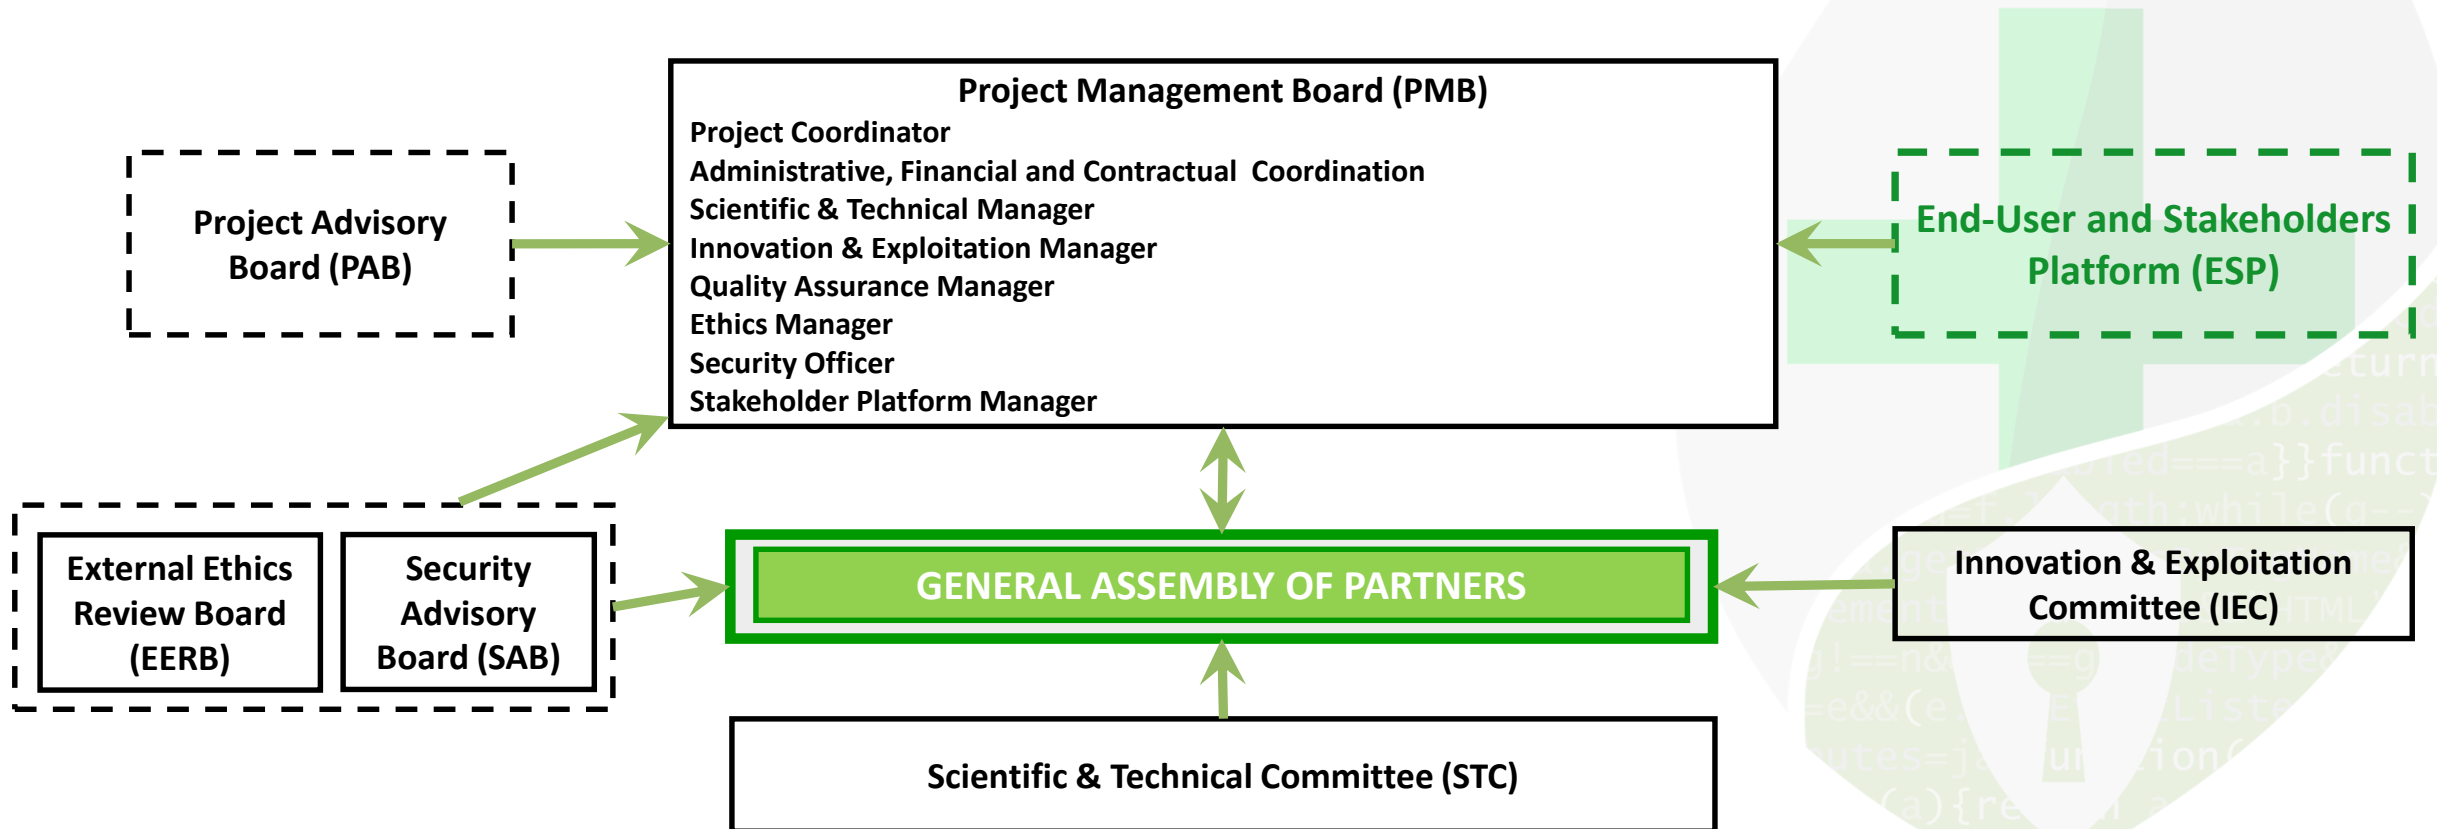 Project Management Board (PMB)
Project Coordinator
Administrative, Financial and Contractual  Coordination
Scientific & Technical Manager
Innovation & Exploitation Manager
Quality Assurance Manager
Ethics Manager
Security Officer
Stakeholder Platform Manager
Project Advisory
Board (PAB)
End-User and Stakeholders
Platform (ESP)
External Ethics
Review Board
(EERB)
Security
Advisory
Board (SAB)
GENERAL ASSEMBLY OF PARTNERS
Innovation & Exploitation
Committee (IEC)
Scientific & Technical Committee (STC)